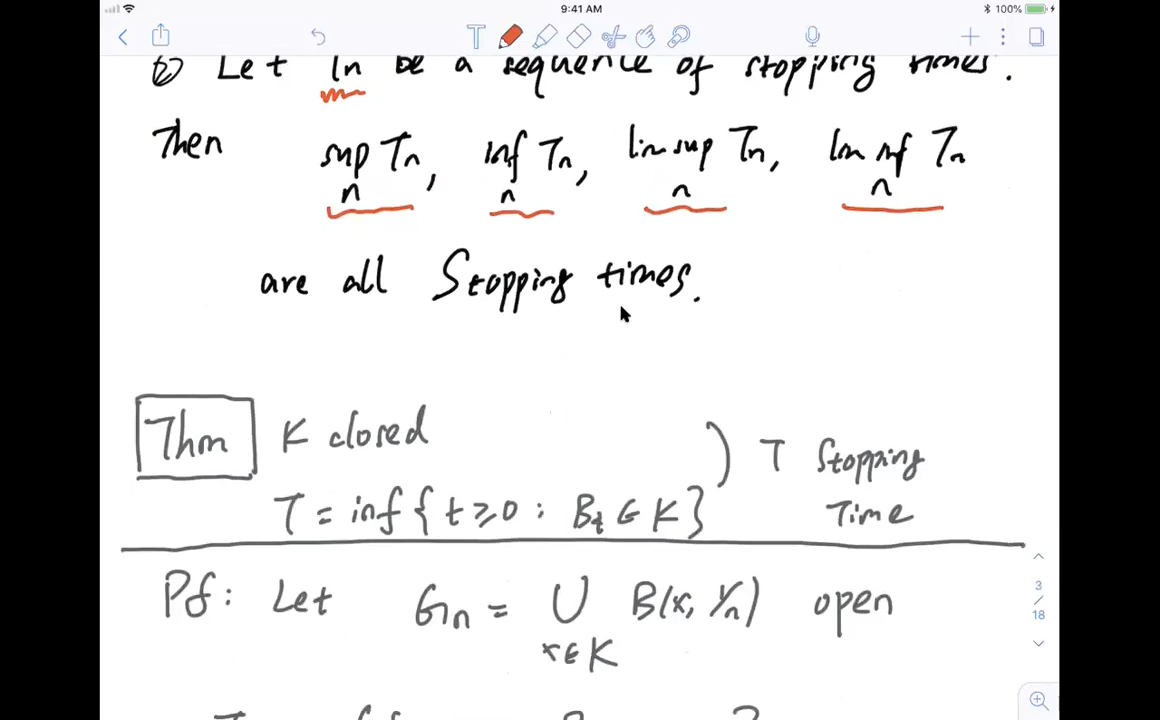 9:41 AM
100%
② Let Tn be a sequence of stopping times.
Then sup Tn, inf Tn, lim sup Tn, lim inf Tn
n n n n
are all Stopping times.
Thm K closed
T = inf { t ≥ 0 : Bt ∈ K } ) T Stopping Time
Pf: Let Gn = ∪ B(x, 1/n) open
x ∈ K
3
/
18